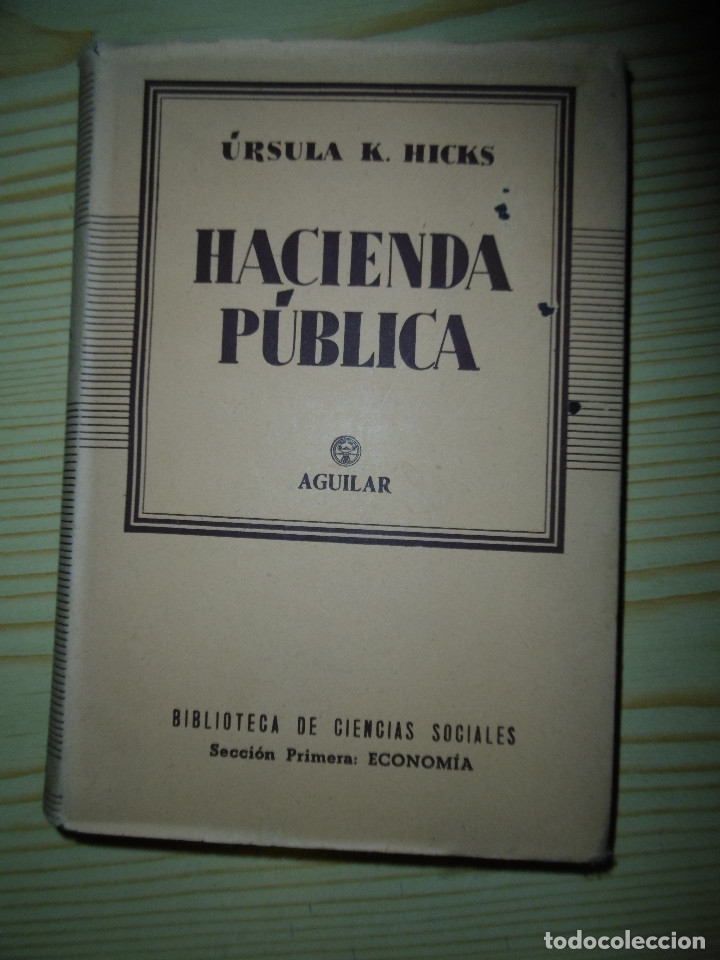 ÚRSULA K. HICKS
HACIENDA
PÚBLICA
AGUILAR
BIBLIOTECA DE CIENCIAS SOCIALES
Sección Primera: ECONOMÍA
todocoleccion